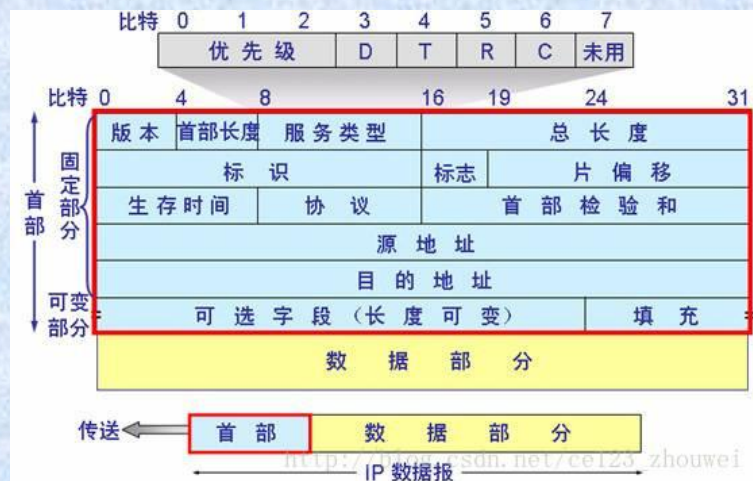 比特 0 1 2 3 4 5 6 7
优先级 D T R C 未用
比特 0 4 8 16 19 24 31
版本 首部长度 服务类型 总长度
标识 标志 片偏移
生存时间 协议 首部检验和
源地址
目的地址
可选字段（长度可变） 填充
首部
固定部分
可变部分
数据部分
传送 首部 数据部分
http://blog.csdn.net/ce123_zhouwei
IP 数据报